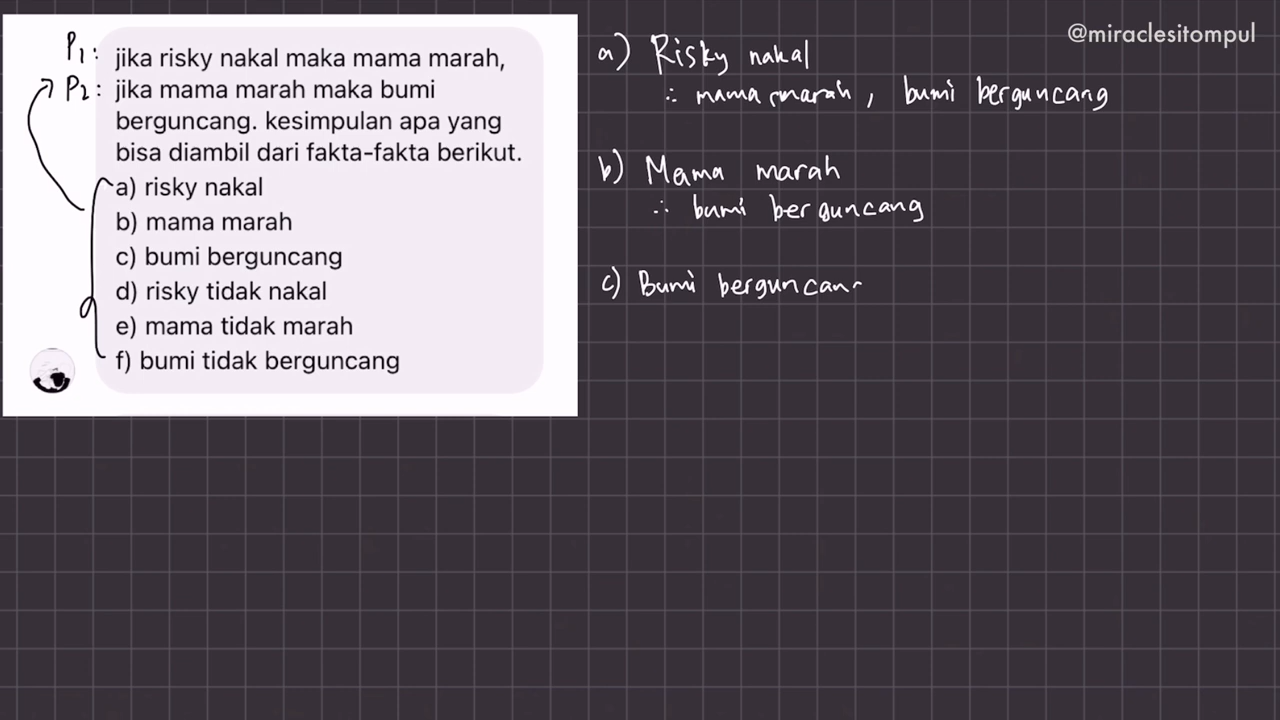 @miraclesitompul
P1:
jika risky nakal maka mama marah,
P2:
jika mama marah maka bumi
berguncang. kesimpulan apa yang
bisa diambil dari fakta-fakta berikut.
a) risky nakal
b) mama marah
c) bumi berguncang
d) risky tidak nakal
e) mama tidak marah
f) bumi tidak berguncang
a) Risky nakal
∴ mama marah, bumi berguncang
b) Mama marah
∴ bumi berguncang
c) Bumi berguncan